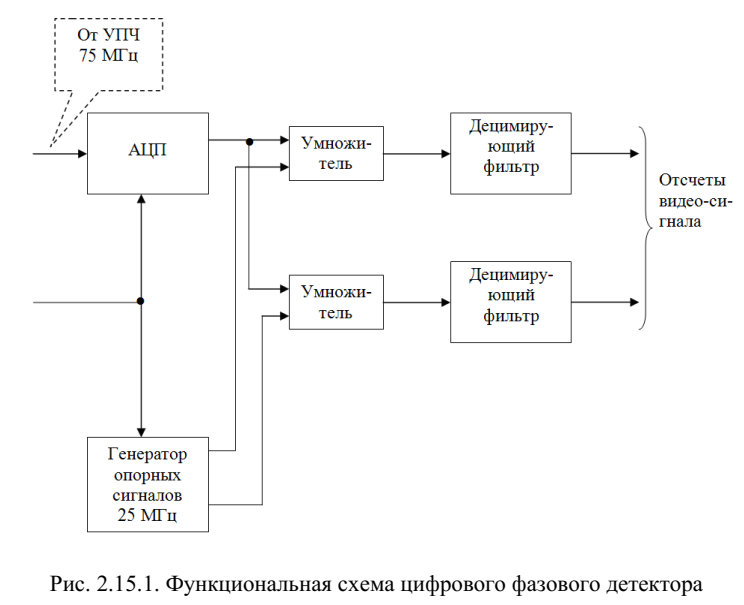 От УПЧ
75 МГц
АЦП
Умножи-
тель
Децимиру-
ющий
фильтр
Отсчеты
видео-си-
гнала
Умножи-
тель
Децимиру-
ющий
фильтр
Генератор
опорных
сигналов
25 МГц
Рис. 2.15.1. Функциональная схема цифрового фазового детектора